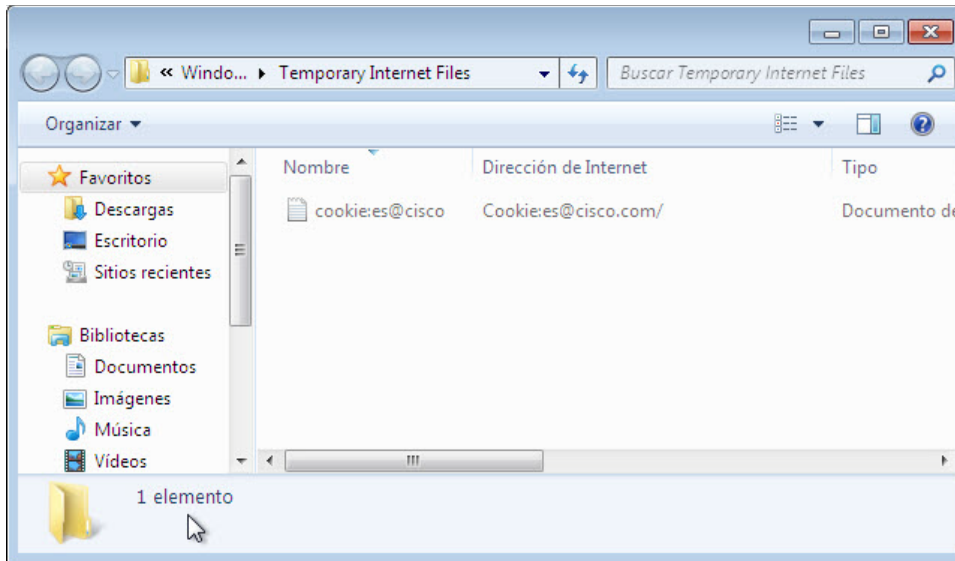 « Windo... Temporary Internet Files Buscar Temporary Internet Files
Organizar
Nombre Dirección de Internet Tipo
cookie:es@cisco Cookie:es@cisco.com/ Documento de
Favoritos
Descargas
Escritorio
Sitios recientes
Bibliotecas
Documentos
Imágenes
Música
Vídeos
1 elemento